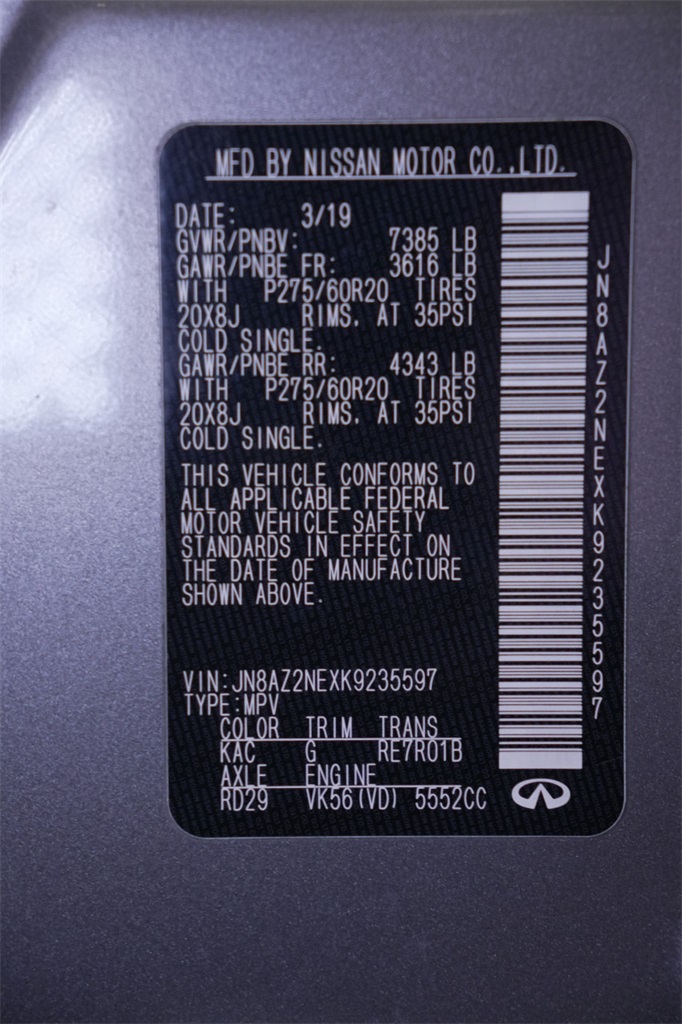 MFD BY NISSAN MOTOR CO.,LTD.
DATE: 3/19
GVWR/PNBV: 7385 LB
GAWR/PNBE FR: 3616 LB
WITH P275/60R20 TIRES
20X8J RIMS, AT 35PSI
COLD SINGLE.
GAWR/PNBE RR: 4343 LB
WITH P275/60R20 TIRES
20X8J RIMS, AT 35PSI
COLD SINGLE.
THIS VEHICLE CONFORMS TO
ALL APPLICABLE FEDERAL
MOTOR VEHICLE SAFETY
STANDARDS IN EFFECT ON
THE DATE OF MANUFACTURE
SHOWN ABOVE.
VIN:JN8AZ2NEXK9235597
TYPE:MPV
COLOR TRIM TRANS
KAC G RE7R01B
AXLE ENGINE
RD29 VK56(VD) 5552CC
JN8AZ2NEXK9235597